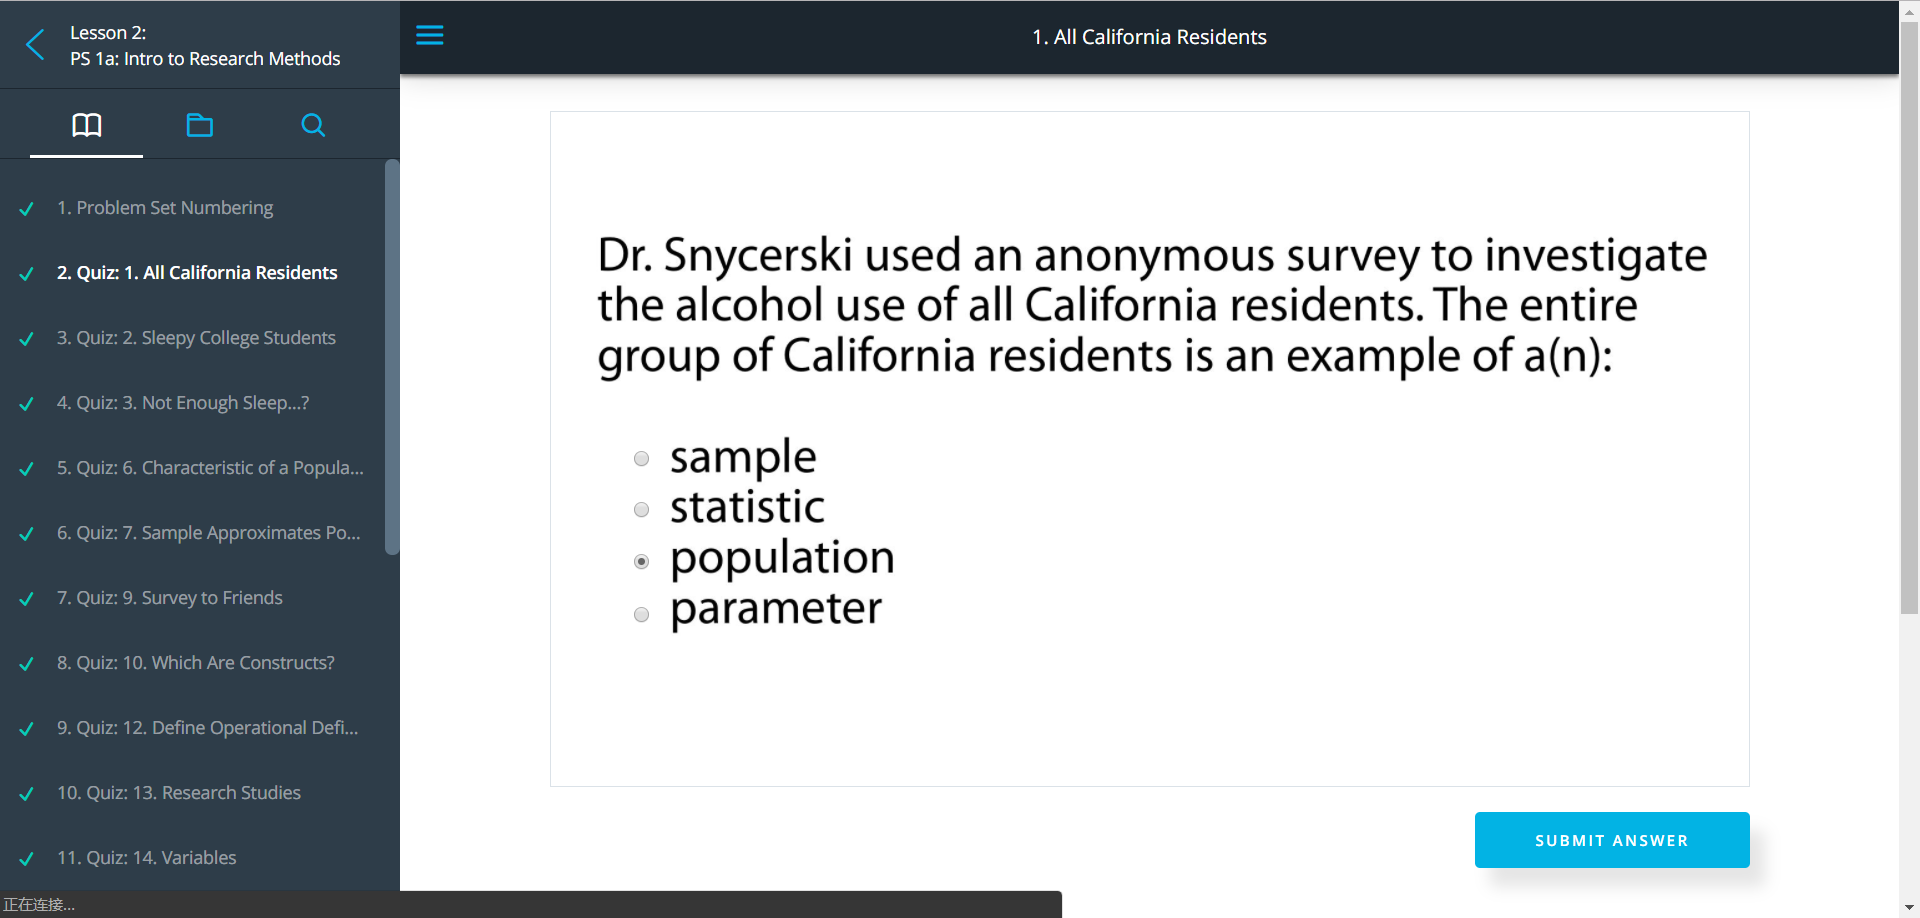 Lesson 2:
PS 1a: Intro to Research Methods
1. All California Residents
1. Problem Set Numbering
2. Quiz: 1. All California Residents
3. Quiz: 2. Sleepy College Students
4. Quiz: 3. Not Enough Sleep...?
5. Quiz: 6. Characteristic of a Popula...
6. Quiz: 7. Sample Approximates Po...
7. Quiz: 9. Survey to Friends
8. Quiz: 10. Which Are Constructs?
9. Quiz: 12. Define Operational Defi...
10. Quiz: 13. Research Studies
11. Quiz: 14. Variables
Dr. Snycerski used an anonymous survey to investigate
the alcohol use of all California residents. The entire
group of California residents is an example of a(n):
sample
statistic
population
parameter
SUBMIT ANSWER
正在连接...